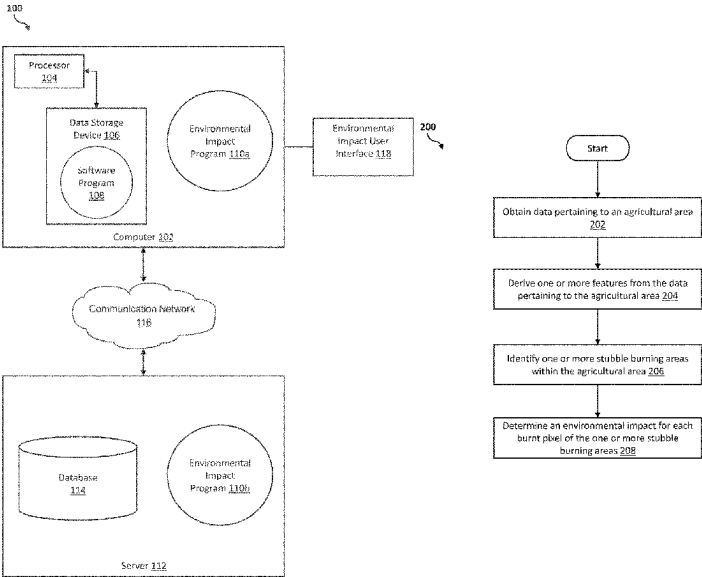 100
Processor
104
Data Storage
Device 106
Software
Program
108
Environmental
Impact
Program 110a
Computer 102
Environmental
Impact User
Interface 118
Communication Network
116
Database
114
Environmental
Impact
Program 110b
Server 112
200
Start
Obtain data pertaining to an agricultural area
202
Derive one or more features from the data
pertaining to the agricultural area 204
Identify one or more stubble burning areas
within the agricultural area 206
Determine an environmental impact for each
burnt pixel of the one or more stubble
burning areas 208